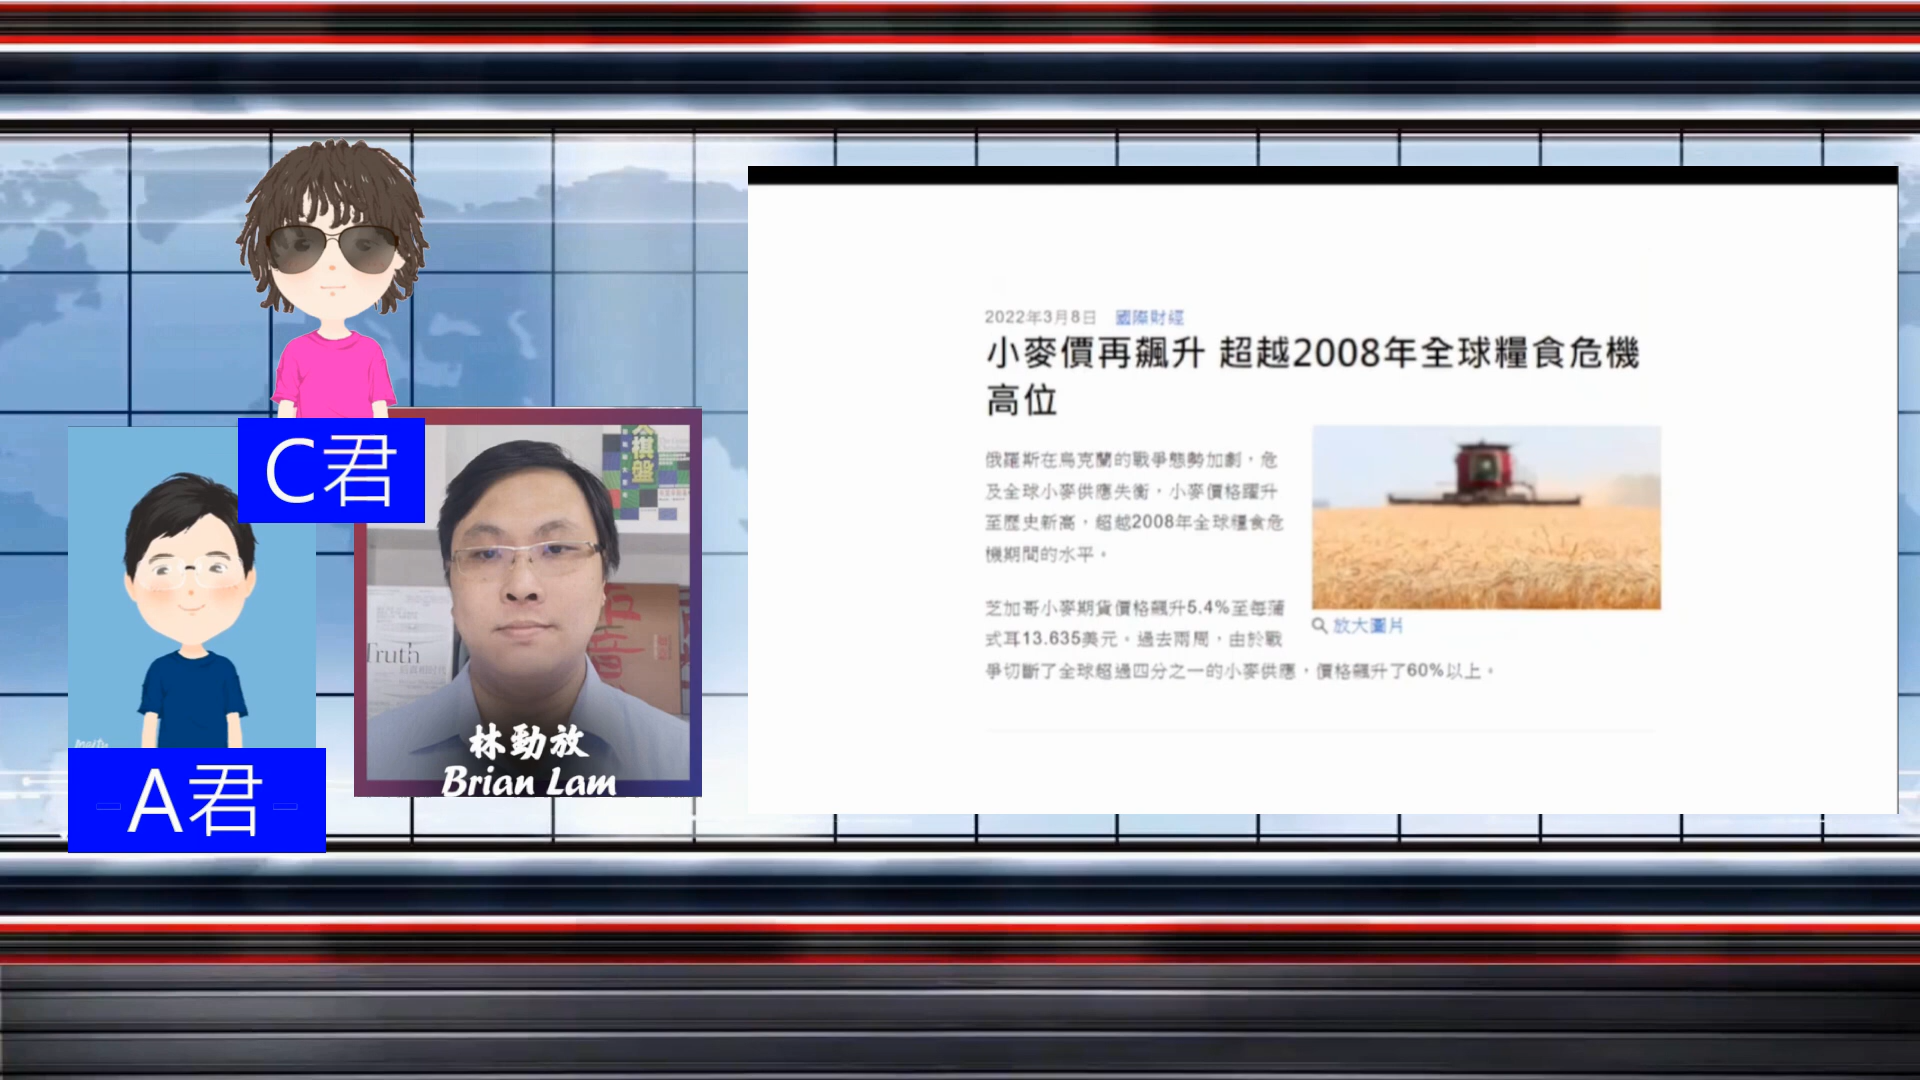 C君
A君
棋盤
Truth
林勁放
Brian Lam
2022年3月8日 國際財經
小麥價再飆升 超越2008年全球糧食危機
高位
俄羅斯在烏克蘭的戰爭態勢加劇，危
及全球小麥供應失衡，小麥價格躍升
至歷史新高，超越2008年全球糧食危
機期間的水平。
芝加哥小麥期貨價格飆升5.4%至每蒲
式耳13.635美元。過去兩周，由於戰
爭切斷了全球超過四分之一的小麥供應，價格飆升了60%以上。
放大圖片